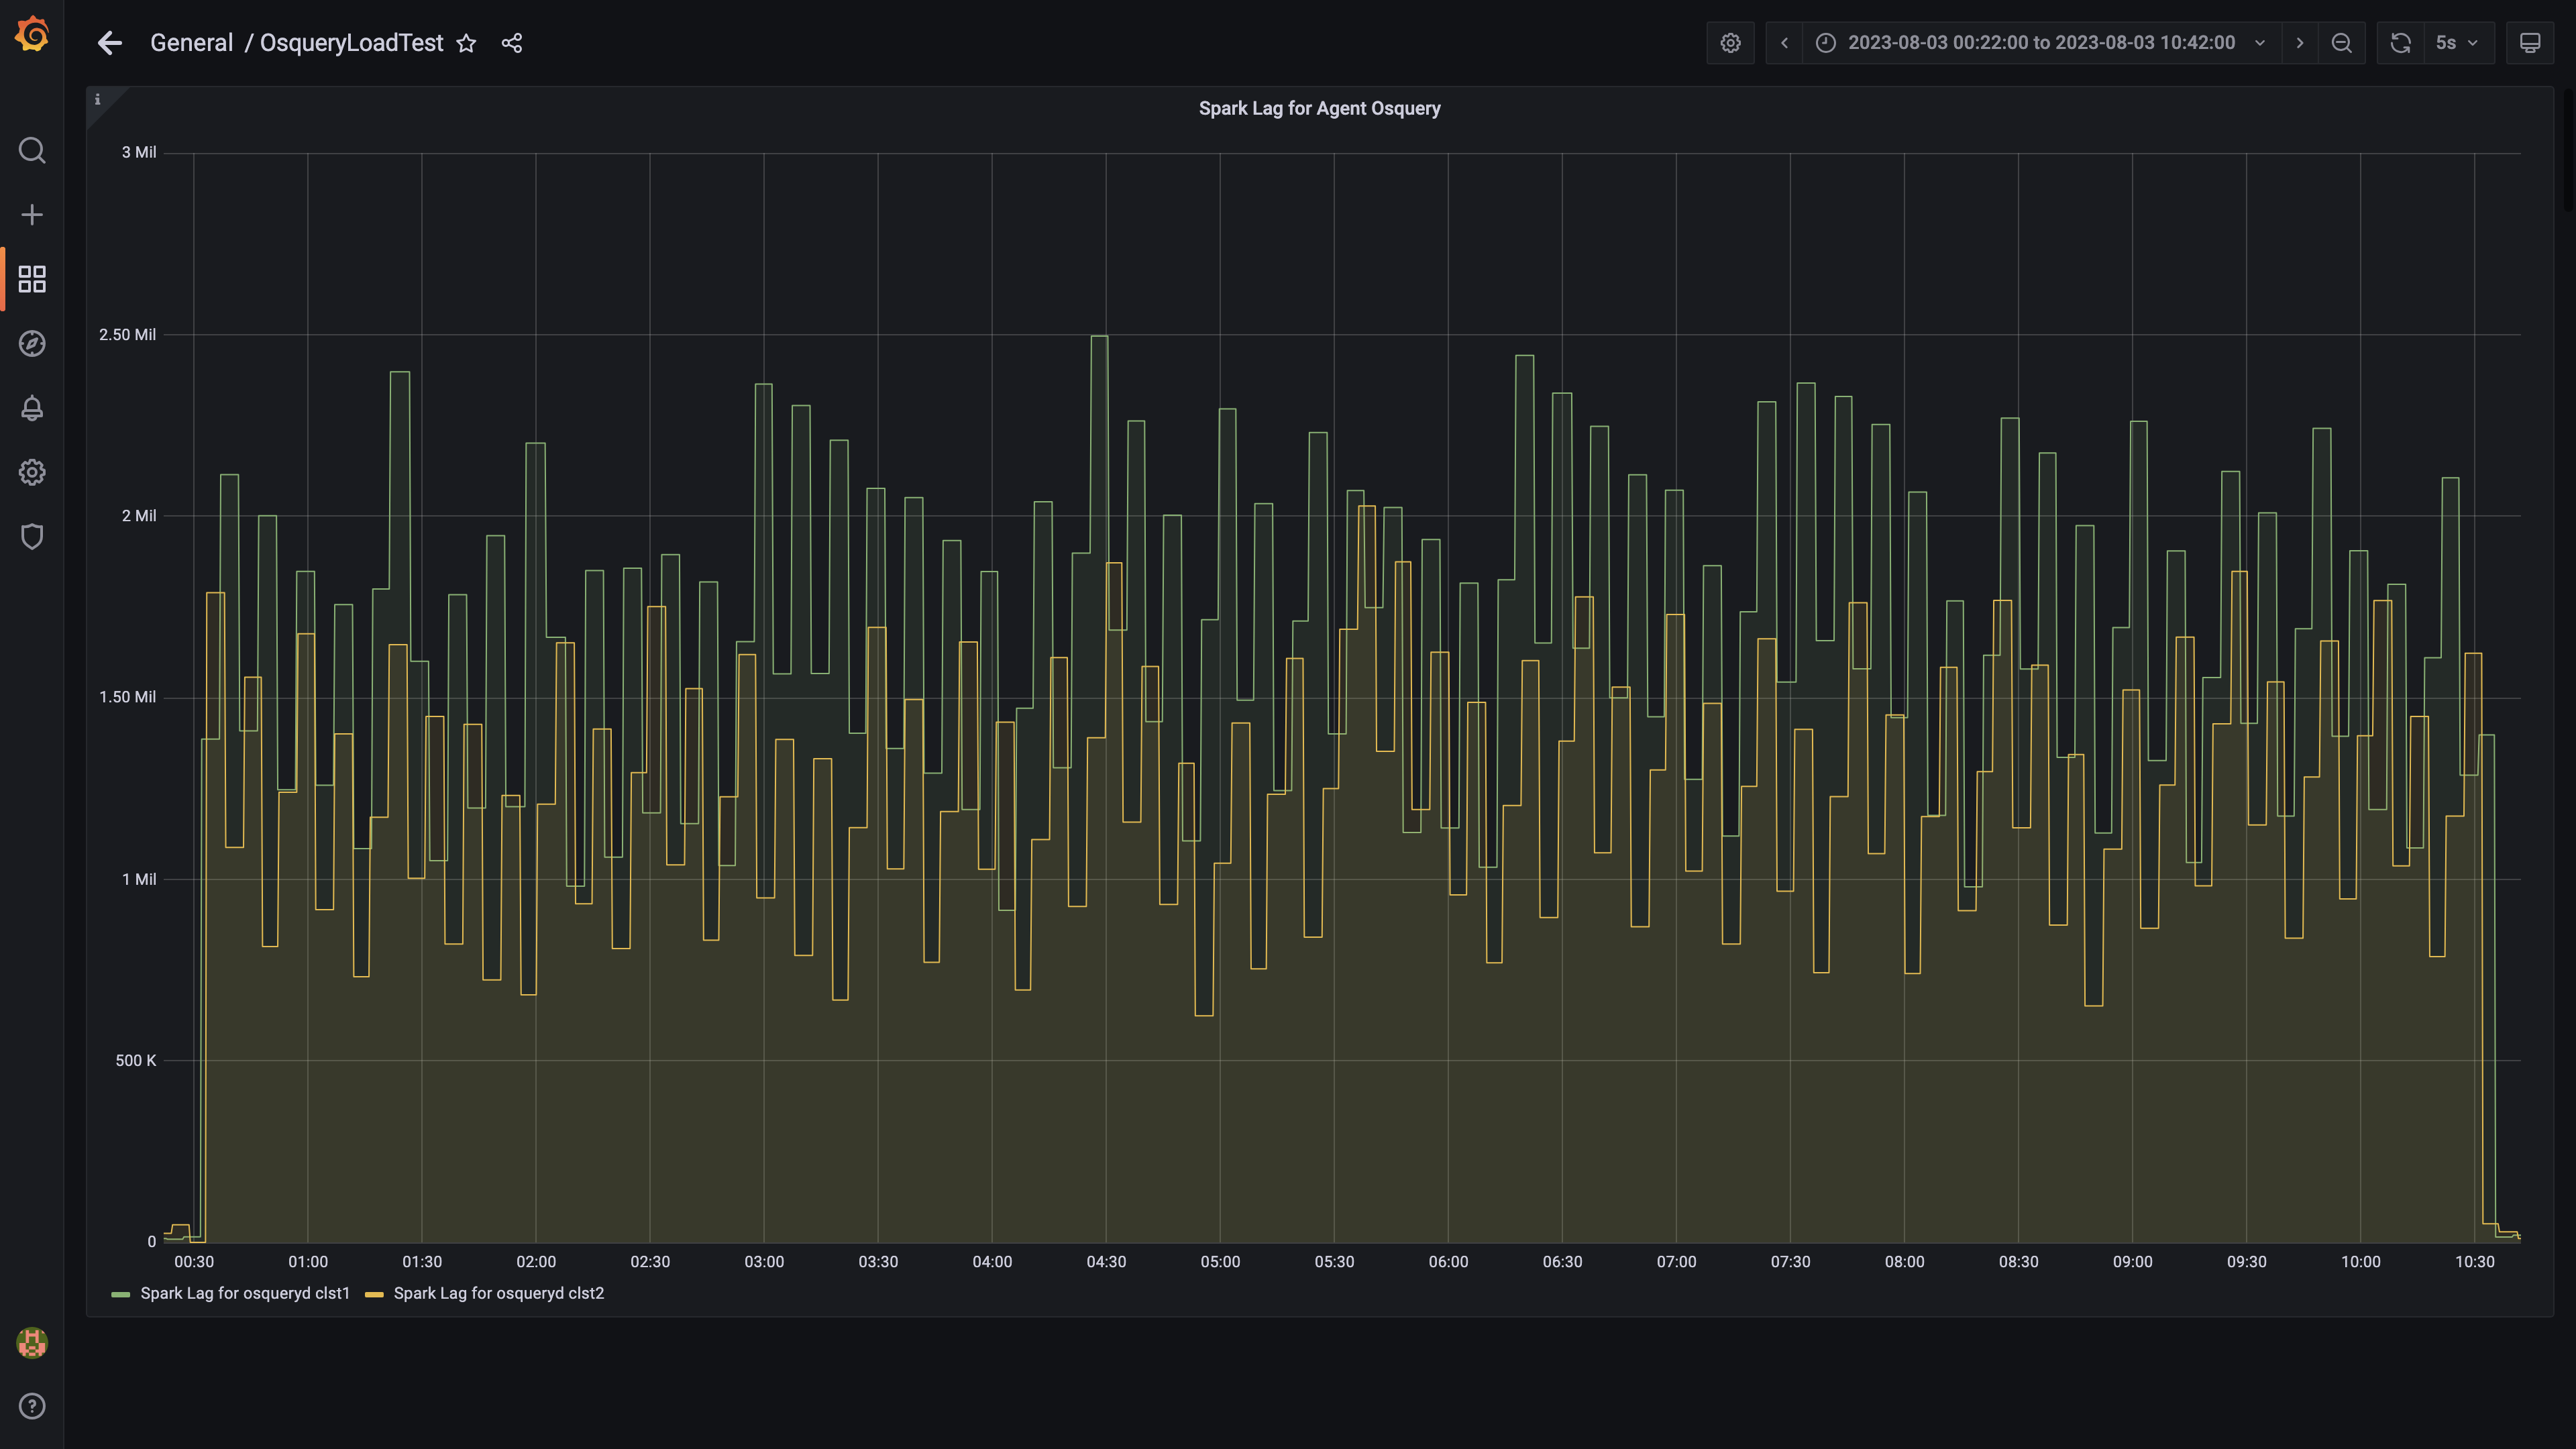 General / OsqueryLoadTest
2023-08-03 00:22:00 to 2023-08-03 10:42:00
5s
i
Spark Lag for Agent Osquery
3 Mil
2.50 Mil
2 Mil
1.50 Mil
1 Mil
500 K
0
00:30 01:00 01:30 02:00 02:30 03:00 03:30 04:00 04:30 05:00 05:30 06:00 06:30 07:00 07:30 08:00 08:30 09:00 09:30 10:00 10:30
Spark Lag for osqueryd clst1 Spark Lag for osqueryd clst2